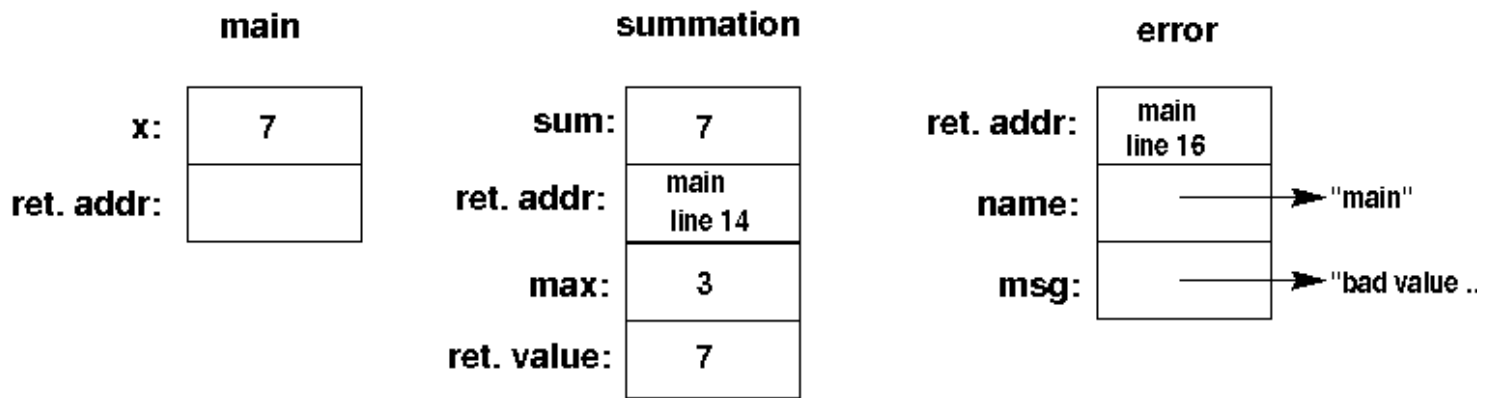 main
summation
error
x: 7
ret. addr:
sum: 7
ret. addr: main
line 14
max: 3
ret. value: 7
ret. addr: main
line 16
name: "main"
msg: "bad value ..